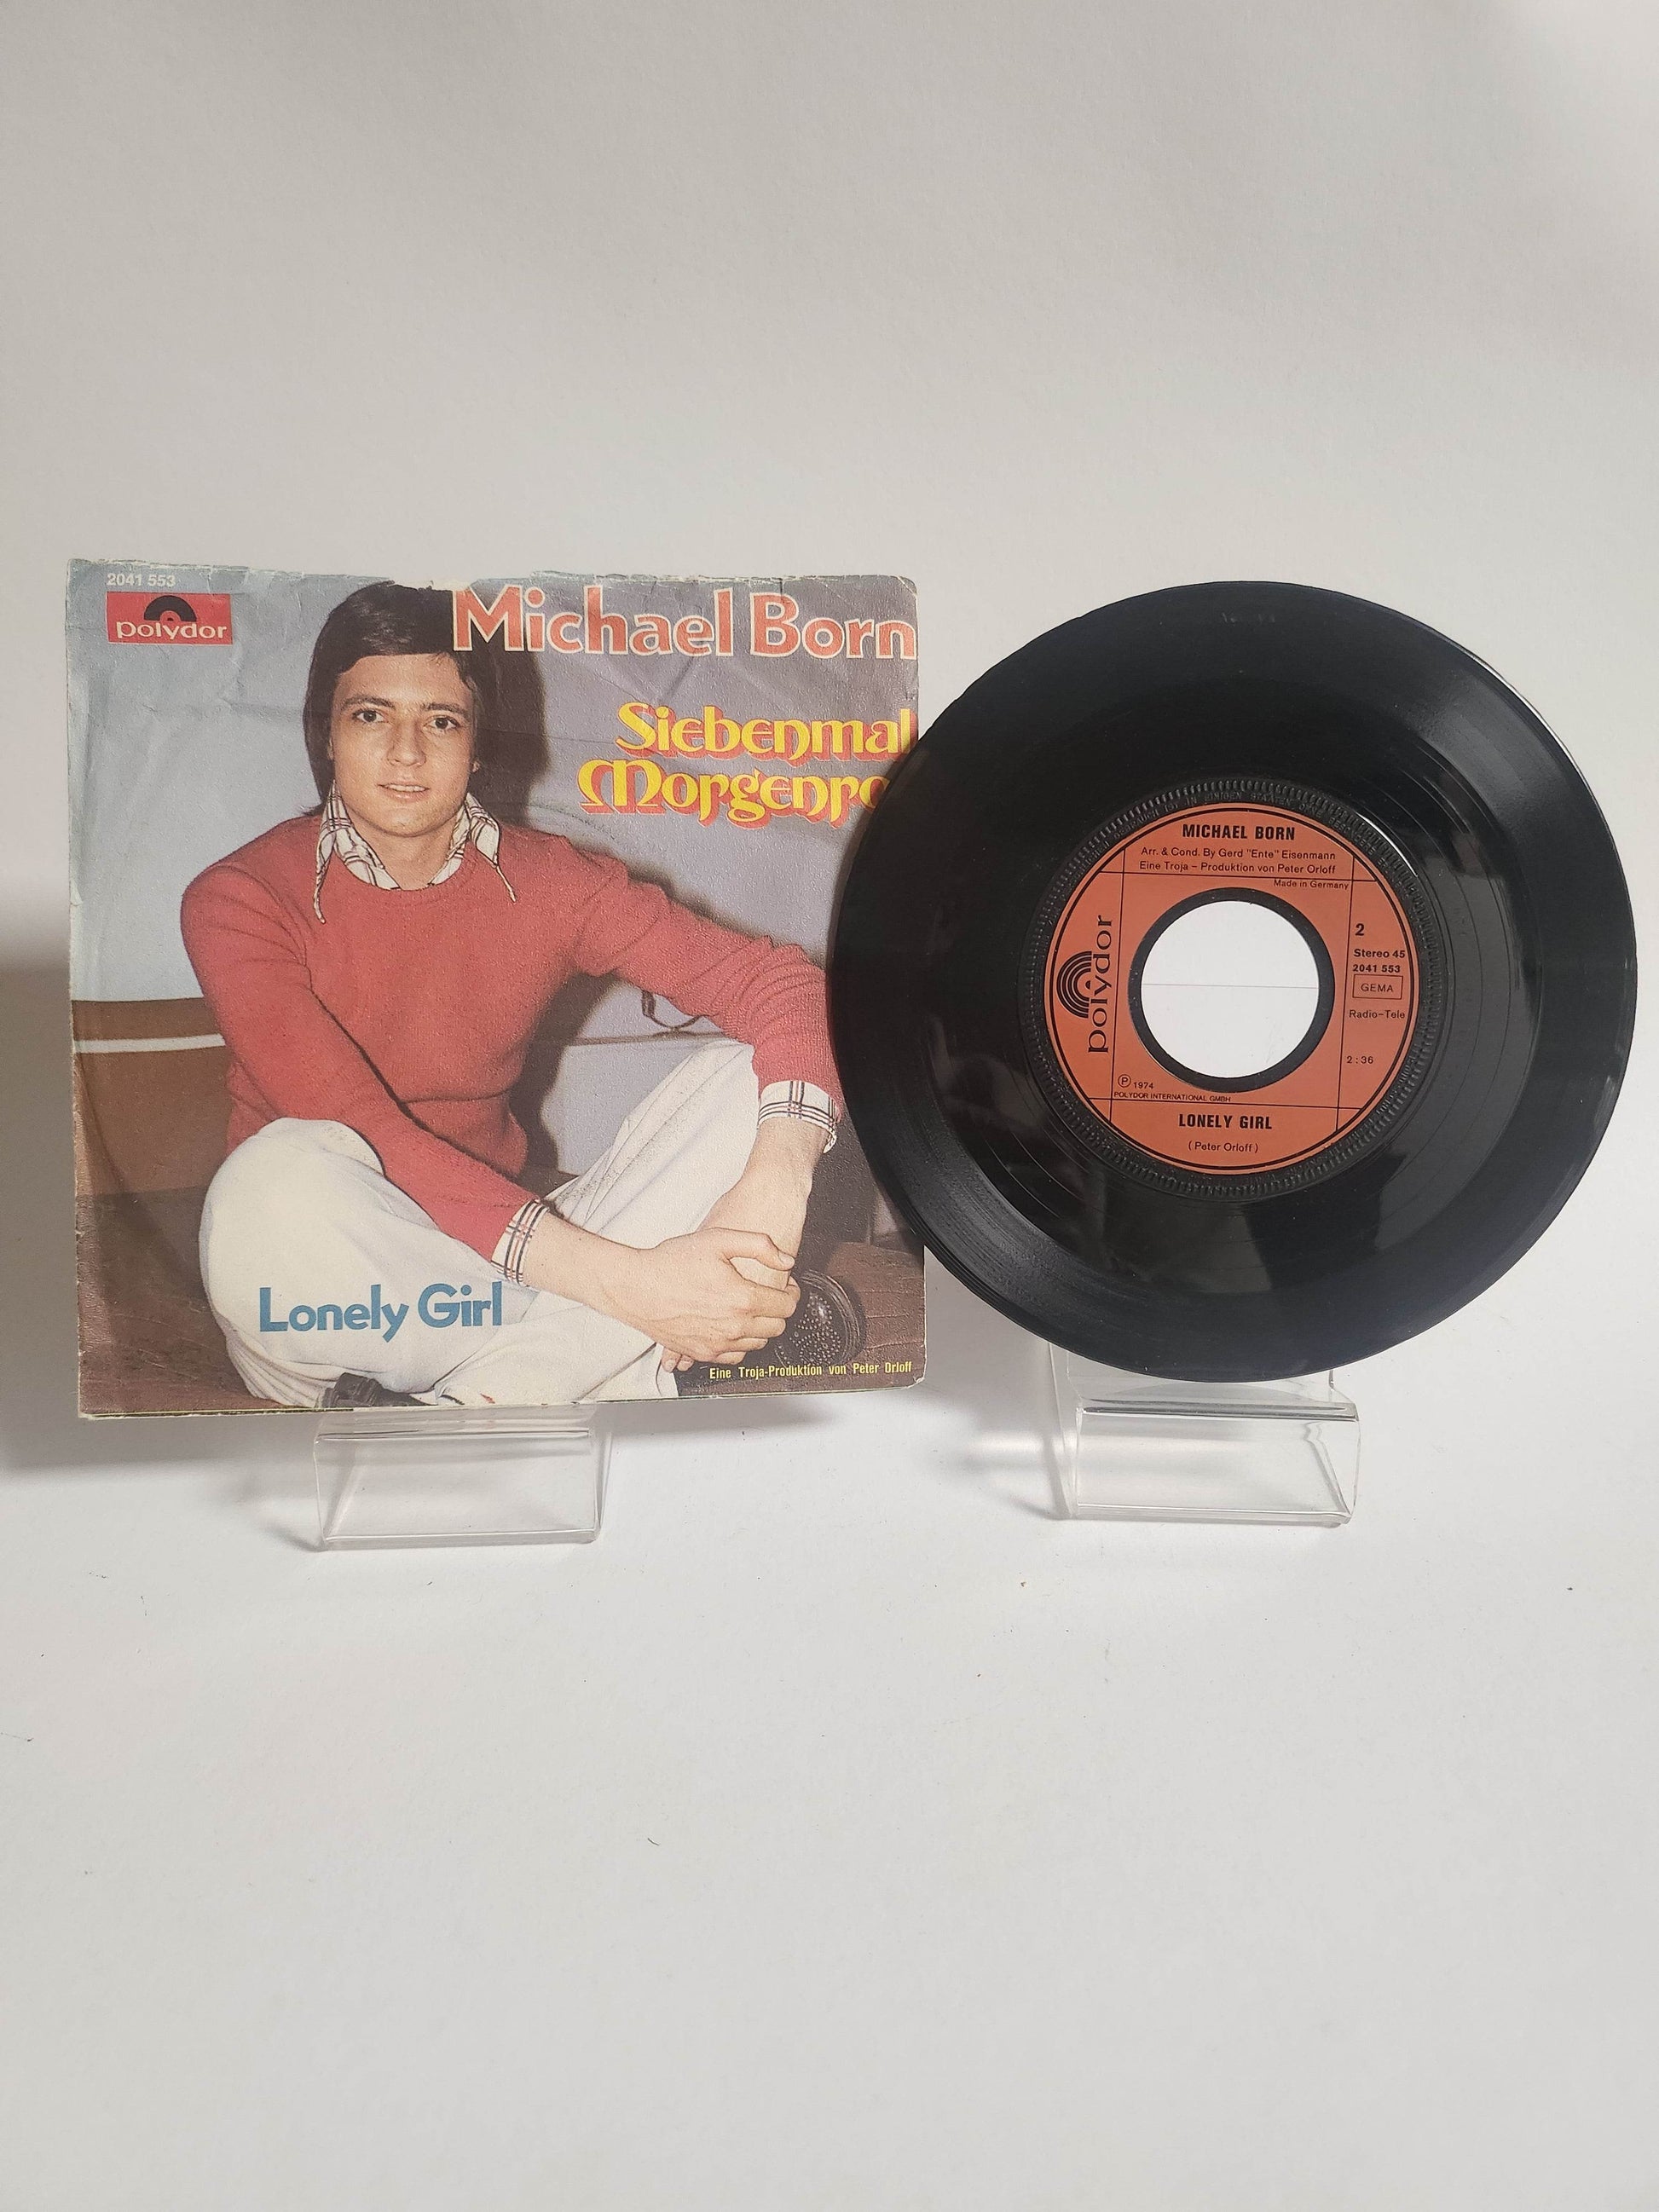 2041 553
polydor
Michael Born
Siebenmal
Morgenro
Lonely Girl
Eine Troja-Produktion von Peter Orloff
MICHAEL BORN
Arr. & Cond. By Gerd "Ente" Eisenmann
Eine Troja – Produktion von Peter Orloff
Made in Germany
polydor
2
Stereo 45
2041 553
GEMA
Radio-Tele
2:36
Ⓟ 1974
POLYDOR INTERNATIONAL GMBH
LONELY GIRL
(Peter Orloff)